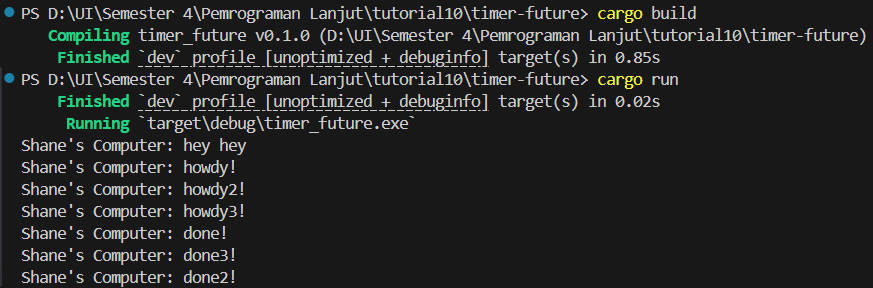 PS D:\UI\Semester 4\Pemrograman Lanjut\tutorial10\timer-future> cargo build
Compiling timer_future v0.1.0 (D:\UI\Semester 4\Pemrograman Lanjut\tutorial10\timer-future)
Finished `dev` profile [unoptimized + debuginfo] target(s) in 0.85s
PS D:\UI\Semester 4\Pemrograman Lanjut\tutorial10\timer-future> cargo run
Finished `dev` profile [unoptimized + debuginfo] target(s) in 0.02s
Running `target\debug\timer_future.exe`
Shane's Computer: hey hey
Shane's Computer: howdy!
Shane's Computer: howdy2!
Shane's Computer: howdy3!
Shane's Computer: done!
Shane's Computer: done3!
Shane's Computer: done2!